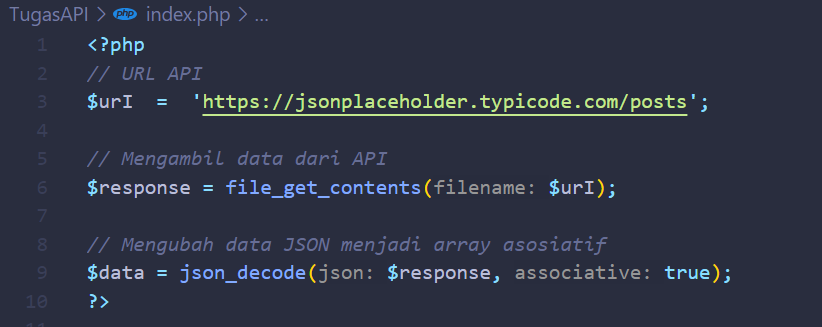 TugasAPI > php index.php > ...
1 <?php
2 // URL API
3 $urI = 'https://jsonplaceholder.typicode.com/posts';
4
5 // Mengambil data dari API
6 $response = file_get_contents(filename: $urI);
7
8 // Mengubah data JSON menjadi array asosiatif
9 $data = json_decode(json: $response, associative: true);
10 ?>